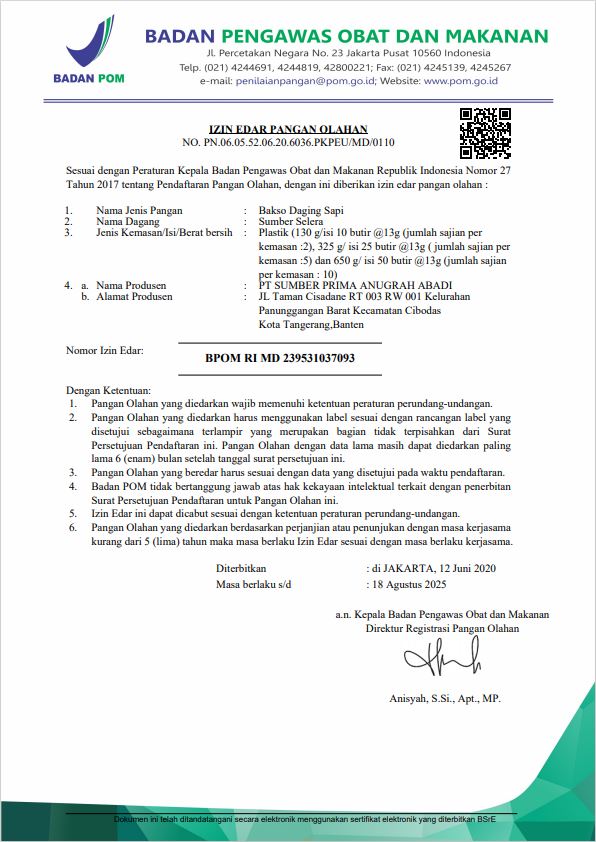 BADAN POM
BADAN PENGAWAS OBAT DAN MAKANAN
Jl. Percetakan Negara No. 23 Jakarta Pusat 10560 Indonesia
Telp. (021) 4244691, 4244819, 42800221; Fax: (021) 4245139, 4245267
e-mail: penilaianpangan@pom.go.id; Website: www.pom.go.id
IZIN EDAR PANGAN OLAHAN
NO. PN.06.05.52.06.20.6036.PKPEU/MD/0110
Sesuai dengan Peraturan Kepala Badan Pengawas Obat dan Makanan Republik Indonesia Nomor 27
Tahun 2017 tentang Pendaftaran Pangan Olahan, dengan ini diberikan izin edar pangan olahan :
1. Nama Jenis Pangan : Bakso Daging Sapi
2. Nama Dagang : Sumber Selera
3. Jenis Kemasan/Isi/Berat bersih : Plastik (130 g/isi 10 butir @13g (jumlah sajian per
kemasan :2), 325 g/ isi 25 butir @13g ( jumlah sajian per
kemasan :5) dan 650 g/ isi 50 butir @13g (jumlah sajian
per kemasan : 10)
4. a. Nama Produsen : PT SUMBER PRIMA ANUGRAH ABADI
b. Alamat Produsen : JL Taman Cisadane RT 003 RW 001 Kelurahan
Panunggangan Barat Kecamatan Cibodas
Kota Tangerang,Banten
Nomor Izin Edar:
BPOM RI MD 239531037093
Dengan Ketentuan:
1. Pangan Olahan yang diedarkan wajib memenuhi ketentuan peraturan perundang-undangan.
2. Pangan Olahan yang diedarkan harus menggunakan label sesuai dengan rancangan label yang
disetujui sebagaimana terlampir yang merupakan bagian tidak terpisahkan dari Surat
Persetujuan Pendaftaran ini. Pangan Olahan dengan data lama masih dapat diedarkan paling
lama 6 (enam) bulan setelah tanggal surat persetujuan ini.
3. Pangan Olahan yang beredar harus sesuai dengan data yang disetujui pada waktu pendaftaran.
4. Badan POM tidak bertanggung jawab atas hak kekayaan intelektual terkait dengan penerbitan
Surat Persetujuan Pendaftaran untuk Pangan Olahan ini.
5. Izin Edar ini dapat dicabut sesuai dengan ketentuan peraturan perundang-undangan.
6. Pangan Olahan yang diedarkan berdasarkan perjanjian atau penunjukan dengan masa kerjasama
kurang dari 5 (lima) tahun maka masa berlaku Izin Edar sesuai dengan masa berlaku kerjasama.
Diterbitkan : di JAKARTA, 12 Juni 2020
Masa berlaku s/d : 18 Agustus 2025
a.n. Kepala Badan Pengawas Obat dan Makanan
Direktur Registrasi Pangan Olahan
Anisyah, S.Si., Apt., MP.
Dokumen ini telah ditandatangani secara elektronik menggunakan sertifikat elektronik yang diterbitkan BSrE